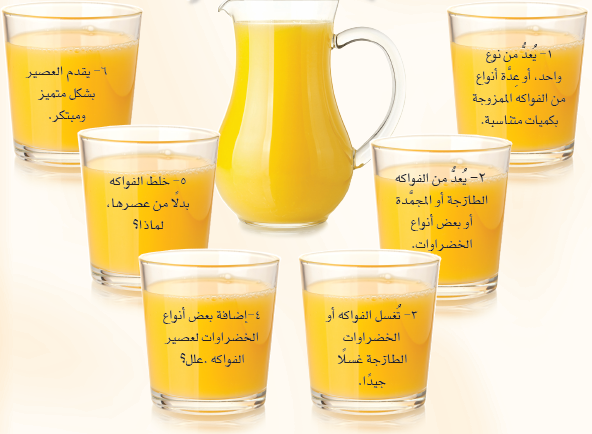 ١- يُعدُّ من نوع
واحد، أو عِدَّة أنواع
من الفواكه الممزوجة
بكميات متناسبة.
٢- يُعدُّ من الفواكه
الطازجة أو المجمَّدة
أو بعض أنواع
الخضراوات.
٣- تُغسل الفواكه أو
الخضراوات
الطازجة غسلًا
جيدًا.
٤- إضافة بعض أنواع
الخضراوات لعصير
الفواكه .علل؟
٥- خلط الفواكه
بدلًا من عصرها،
لماذا؟
٦- يقدم العصير
بشكل متميز
ومبتكر.